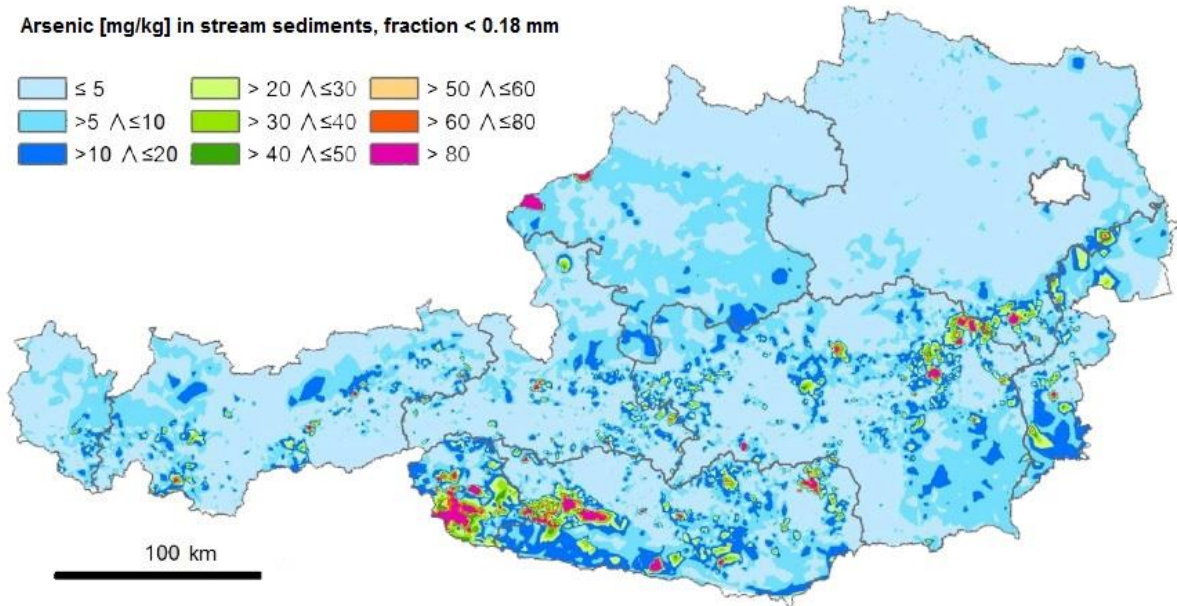 Arsenic [mg/kg] in stream sediments, fraction < 0.18 mm
≤ 5
> 20 ∧ ≤30
> 50 ∧ ≤60
>5 ∧ ≤10
> 30 ∧ ≤40
> 60 ∧ ≤80
>10 ∧ ≤20
> 40 ∧ ≤50
> 80
100 km